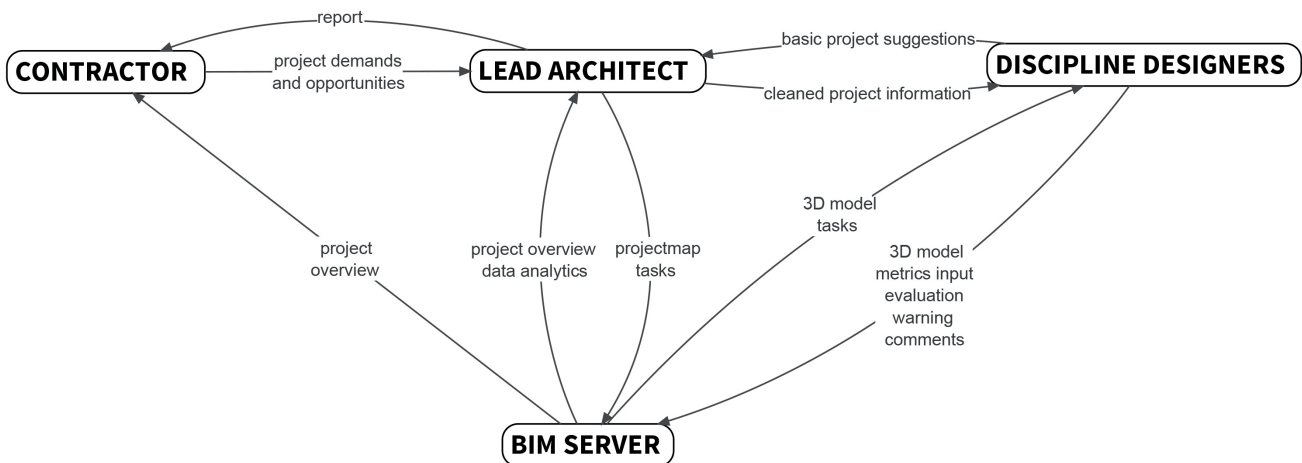 report
basic project suggestions
CONTRACTOR
project demands
and opportunities
LEAD ARCHITECT
DISCIPLINE DESIGNERS
cleaned project information
project
overview
project overview
data analytics
projectmap
tasks
3D model
tasks
3D model
metrics input
evaluation
warning
comments
BIM SERVER